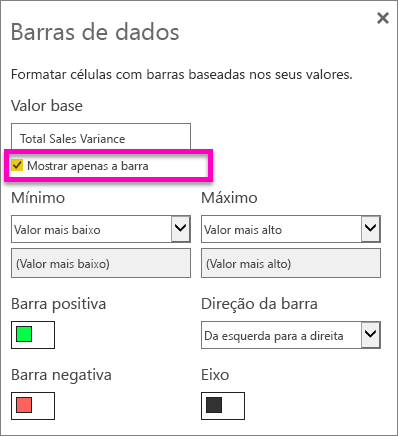 Barras de dados
Formatar células com barras baseadas nos seus valores.
Valor base
Total Sales Variance
Mostrar apenas a barra
Mínimo
Máximo
Valor mais baixo
Valor mais alto
(Valor mais baixo)
(Valor mais alto)
Barra positiva
Direção da barra
Da esquerda para a direita
Barra negativa
Eixo